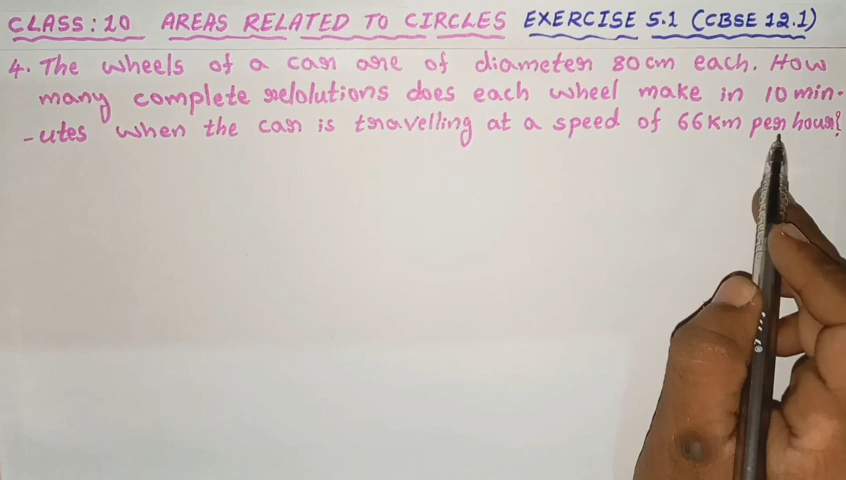 CLASS : 10 AREAS RELATED TO CIRCLES EXERCISE 5.1 (CBSE 12.1)
4. The wheels of a car are of diameter 80 cm each. How
many complete relolutions does each wheel make in 10 min-
-utes when the car is travelling at a speed of 66 Km per hour?